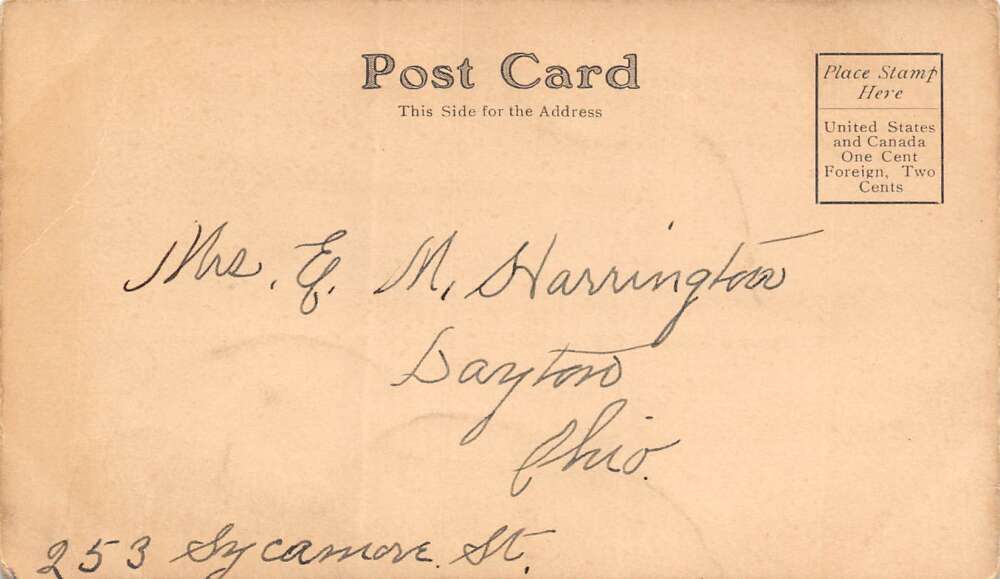 Post Card
This Side for the Address
Place Stamp
Here
United States
and Canada
One Cent
Foreign, Two
Cents
Mrs. E. M. Harrington
Dayton
Ohio.
253 Sycamore St.